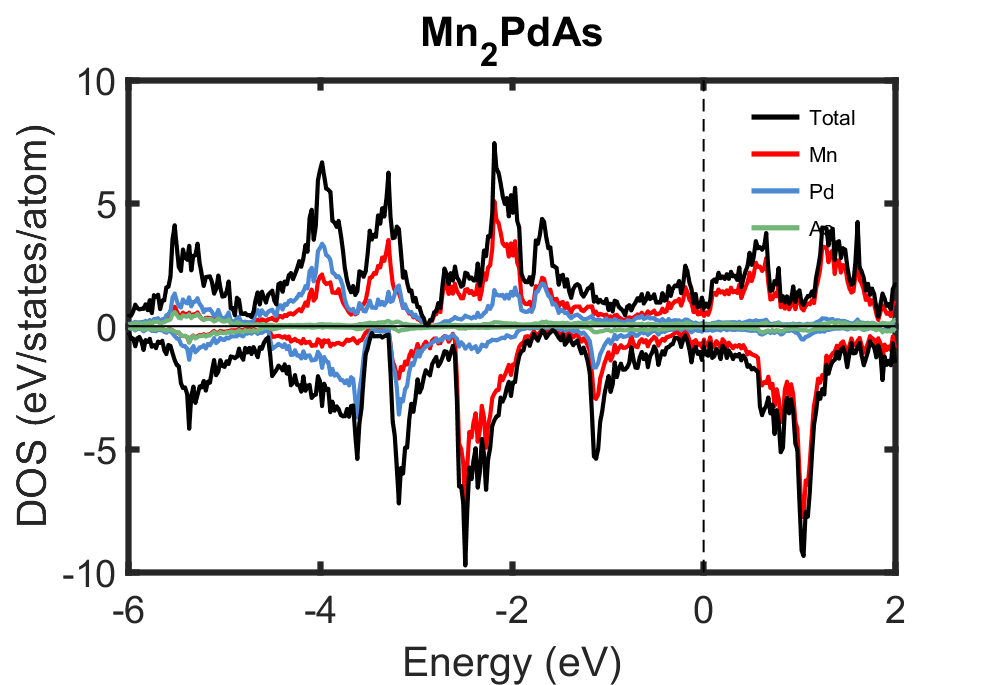 Mn2PdAs
10
5
0
-5
-10
DOS (eV/states/atom)
Total
Mn
Pd
As
-6 -4 -2 0 2
Energy (eV)